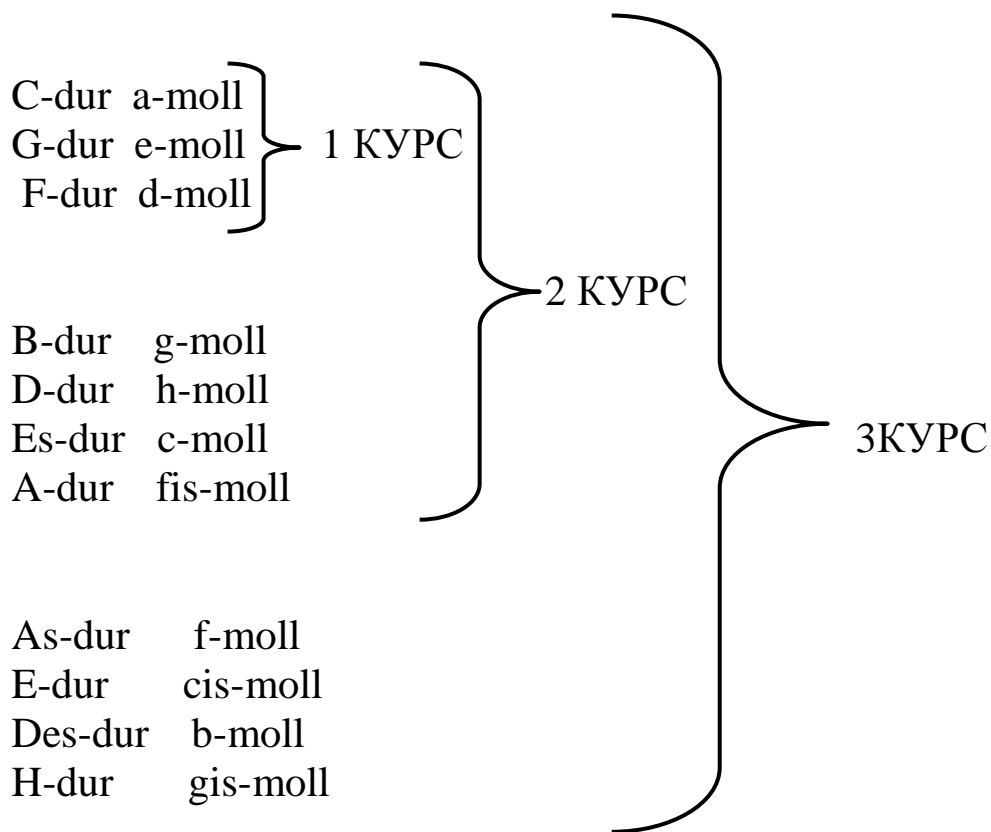 C-dur a-moll
G-dur e-moll
F-dur d-moll
1 КУРС
2 КУРС
B-dur g-moll
D-dur h-moll
Es-dur c-moll
A-dur fis-moll
3КУРС
As-dur f-moll
E-dur cis-moll
Des-dur b-moll
H-dur gis-moll